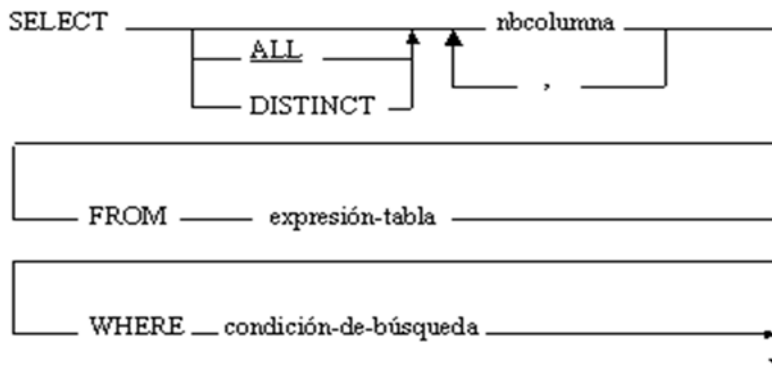 SELECT nbcolumna
ALL
,
DISTINCT
FROM expresión-tabla
WHERE condición-de-búsqueda